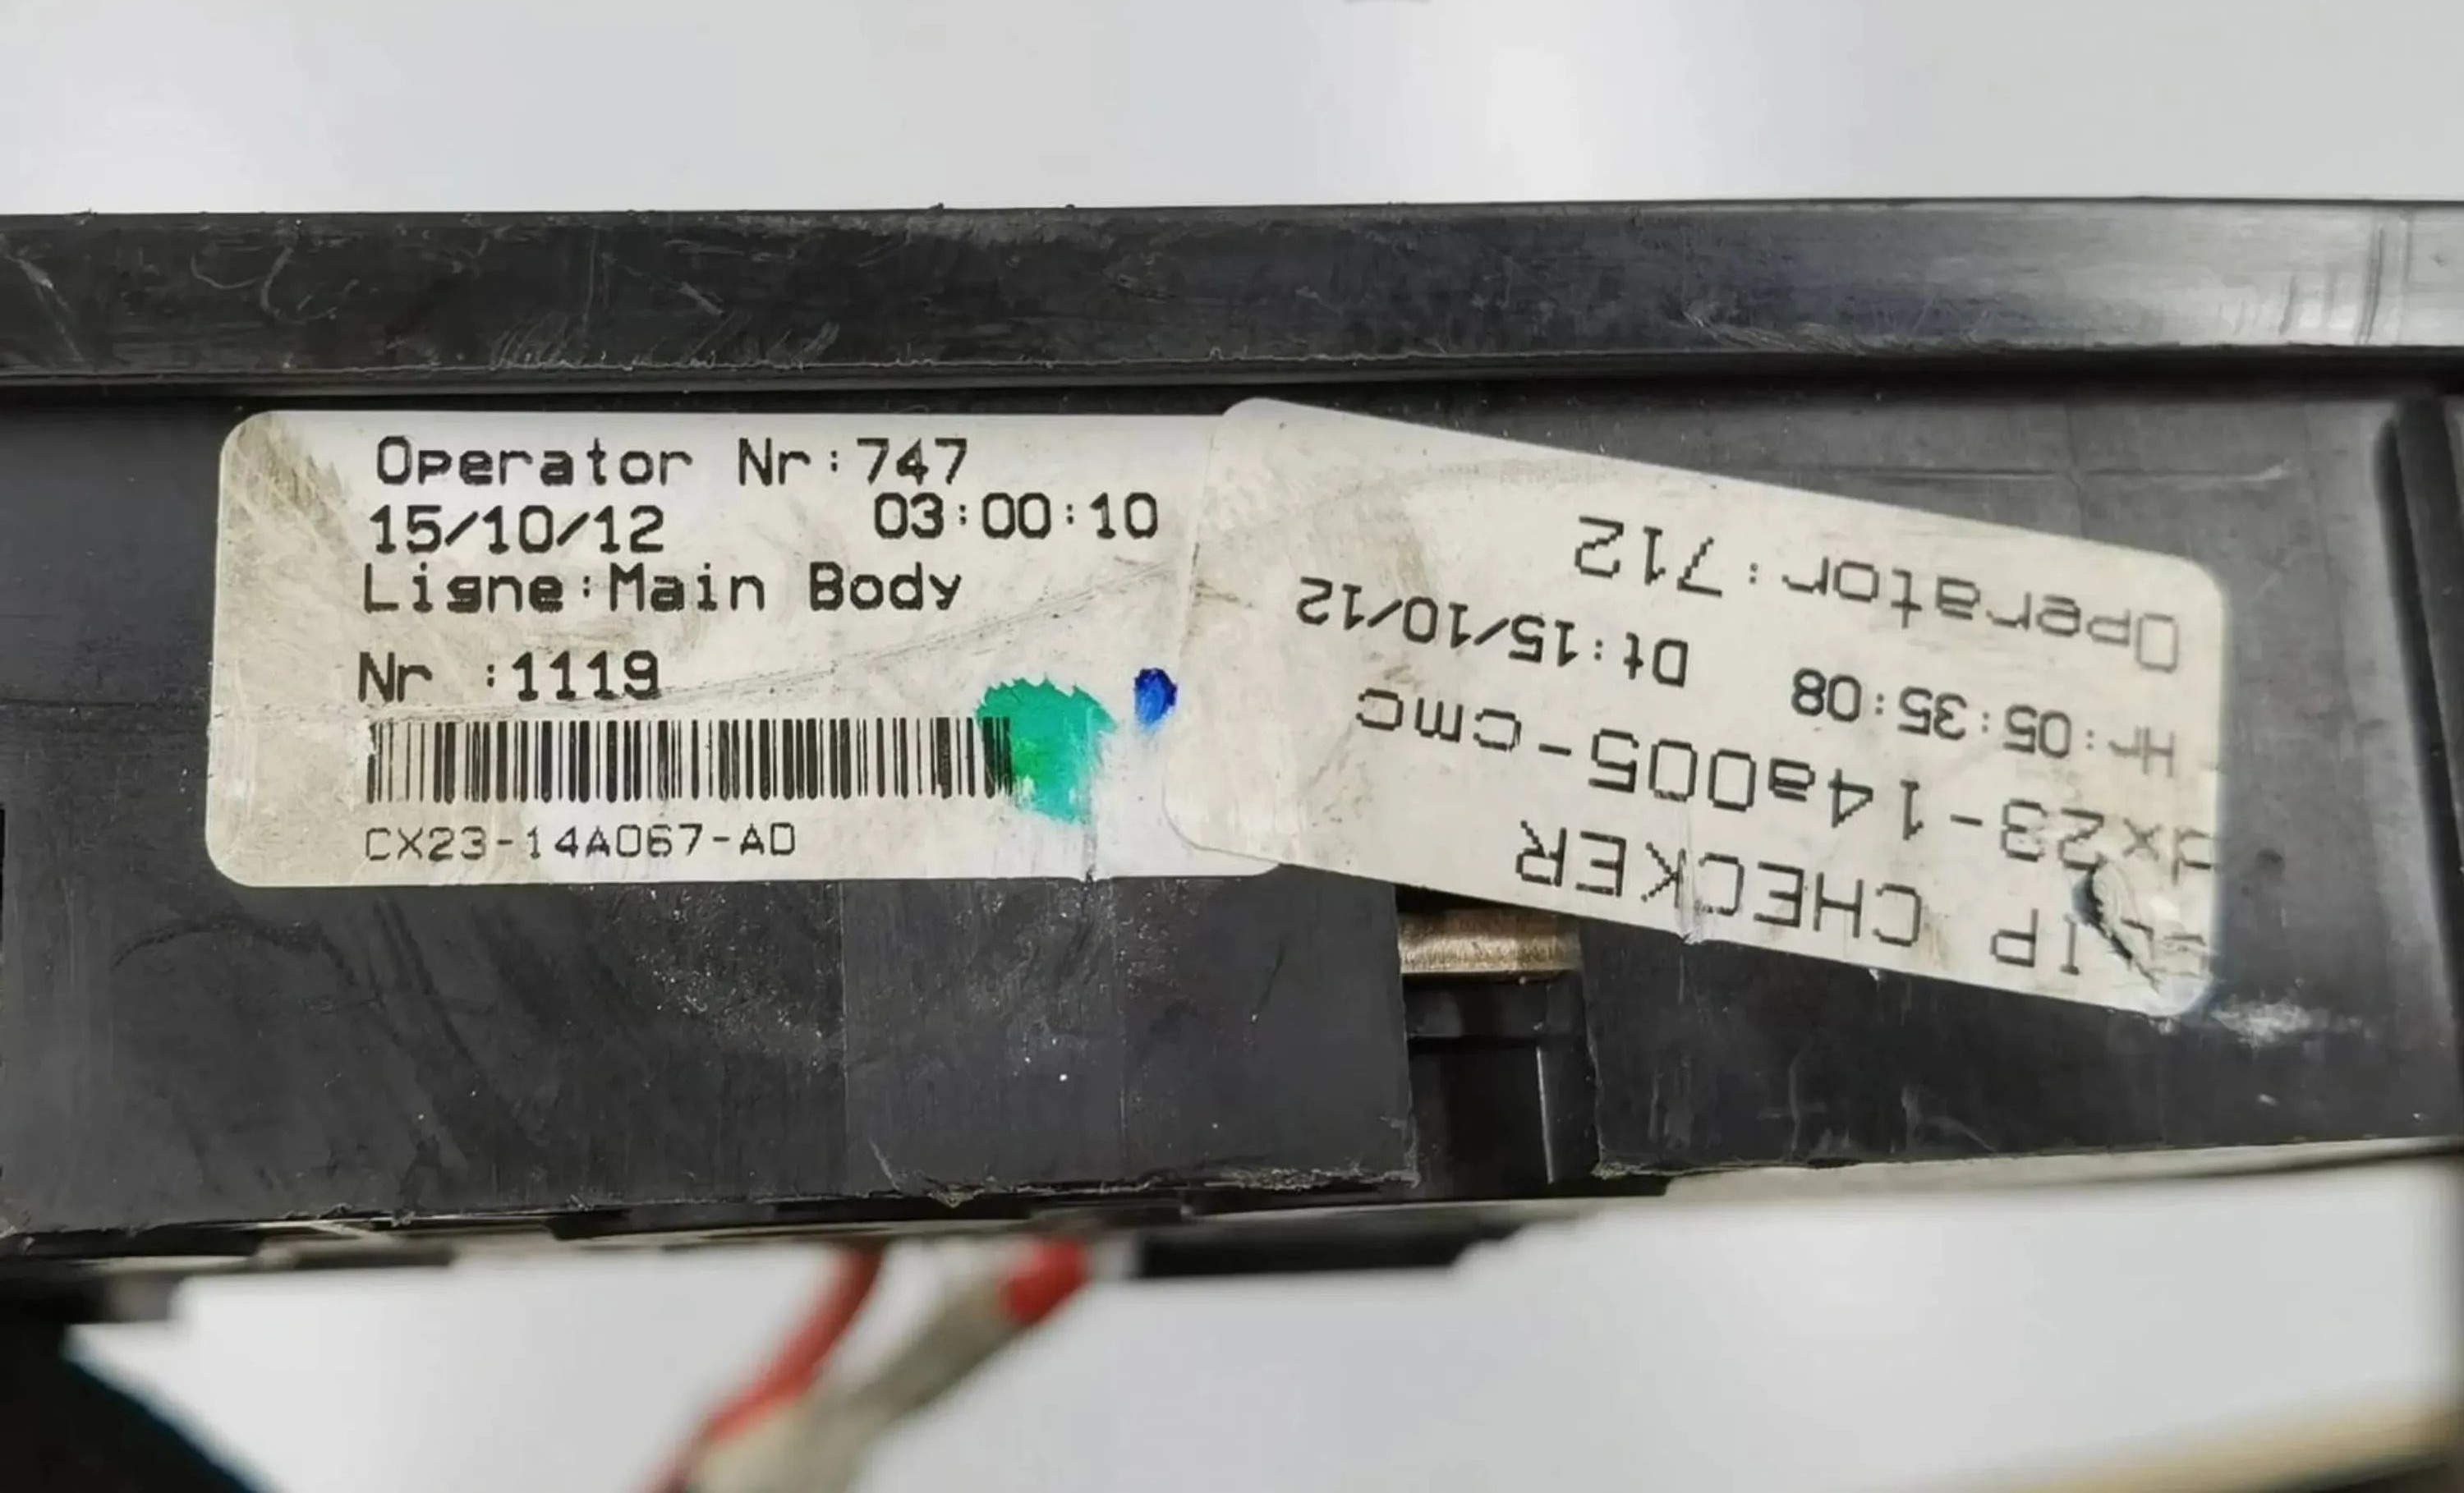 Operator Nr:747
15/10/12 03:00:10
Ligne:Main Body
Nr :1119
CX23-14A067-AD
Operator:712
Hr:05:35:08 Dt:15/10/12
dx23-14a005-cmc
IP CHECKER